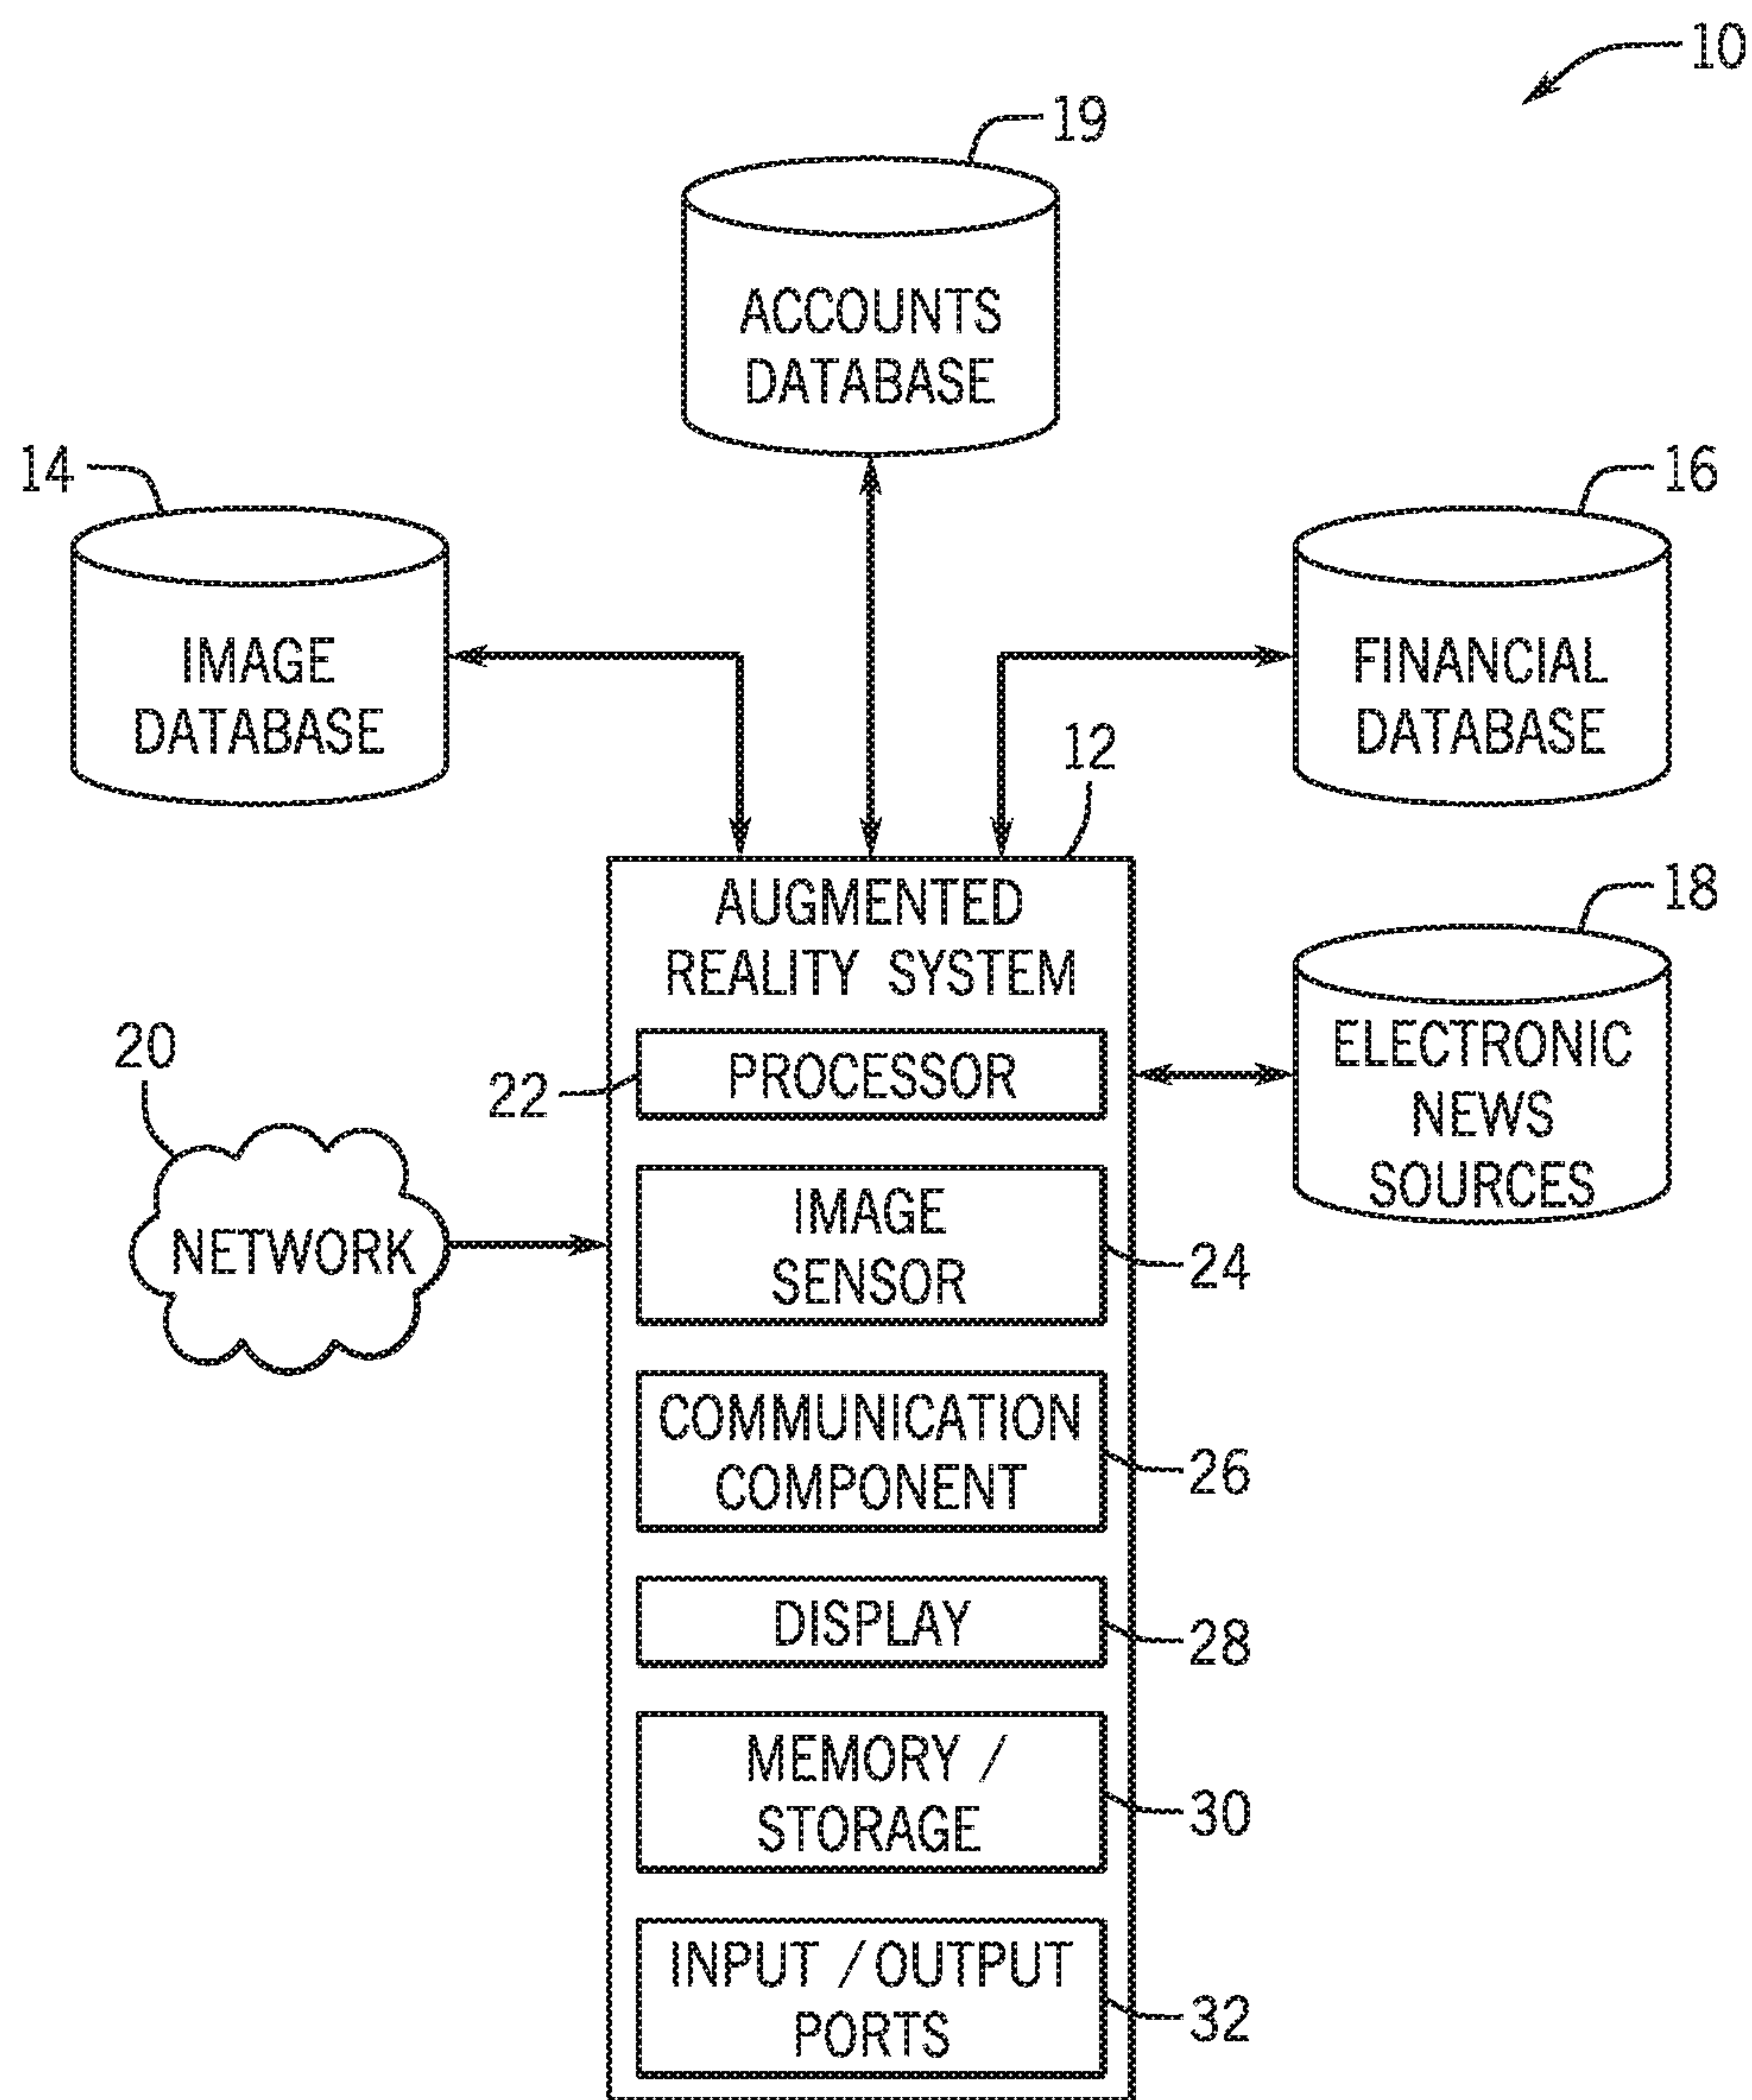 10
19
ACCOUNTS
DATABASE
14
IMAGE
DATABASE
16
FINANCIAL
DATABASE
12
AUGMENTED
REALITY SYSTEM
18
ELECTRONIC
NEWS
SOURCES
20
NETWORK
22
PROCESSOR
IMAGE
SENSOR
24
COMMUNICATION
COMPONENT
26
DISPLAY
28
MEMORY /
STORAGE
30
INPUT / OUTPUT
PORTS
32